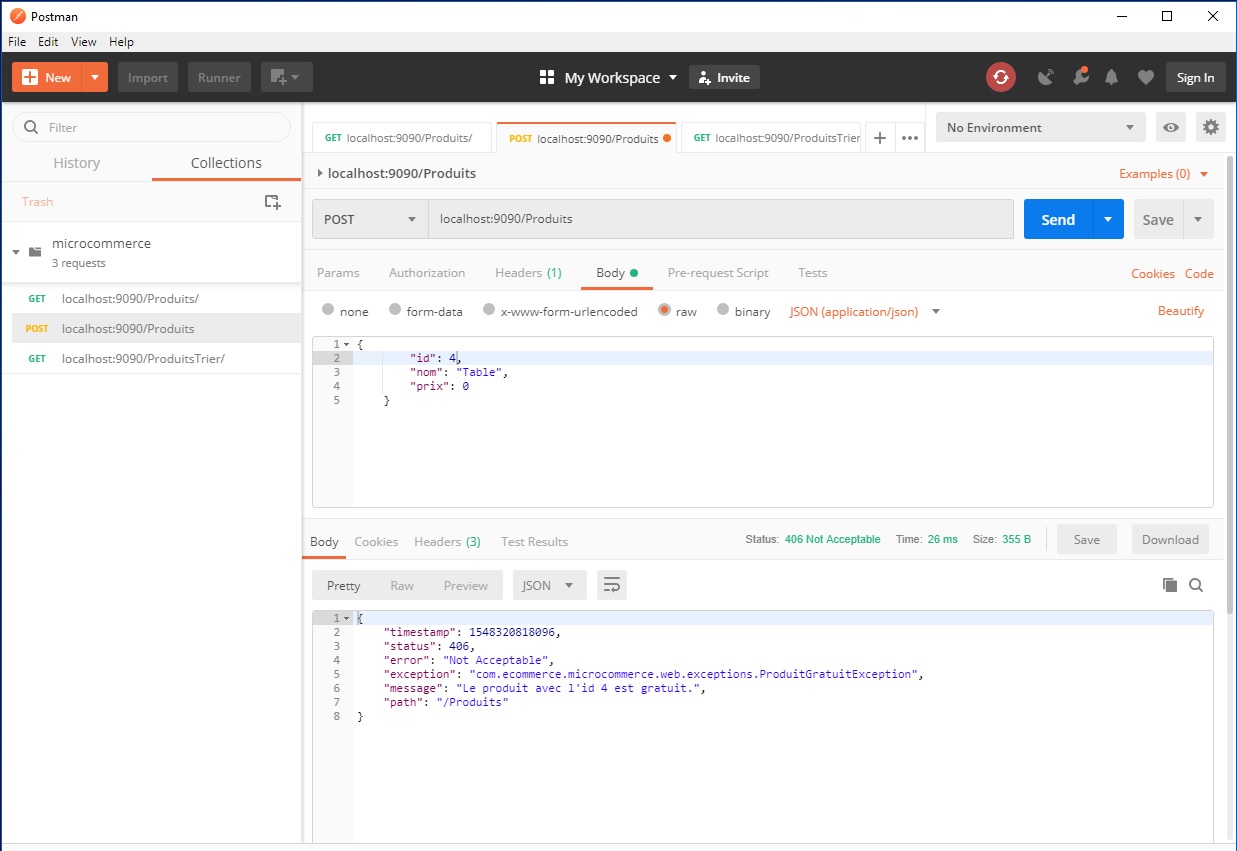 Postman
File Edit View Help
New Import Runner My Workspace Invite Sign In
Filter
History Collections
Trash
microcommerce
3 requests
GET localhost:9090/Produits/
POST localhost:9090/Produits
GET localhost:9090/ProduitsTrier/
GET localhost:9090/Produits/ POST localhost:9090/Produits GET localhost:9090/ProduitsTrier + ••• No Environment
localhost:9090/Produits Examples (0)
POST localhost:9090/Produits Send Save
Params Authorization Headers (1) Body Pre-request Script Tests Cookies Code
none form-data x-www-form-urlencoded raw binary JSON (application/json) Beautify
1 {
2 "id": 4,
3 "nom": "Table",
4 "prix": 0
5 }
Body Cookies Headers (3) Test Results Status: 406 Not Acceptable Time: 26 ms Size: 355 B Save Download
Pretty Raw Preview JSON
1 {
2 "timestamp": 1548320818096,
3 "status": 406,
4 "error": "Not Acceptable",
5 "exception": "com.ecommerce.microcommerce.web.exceptions.ProduitGratuitException",
6 "message": "Le produit avec l'id 4 est gratuit.",
7 "path": "/Produits"
8 }